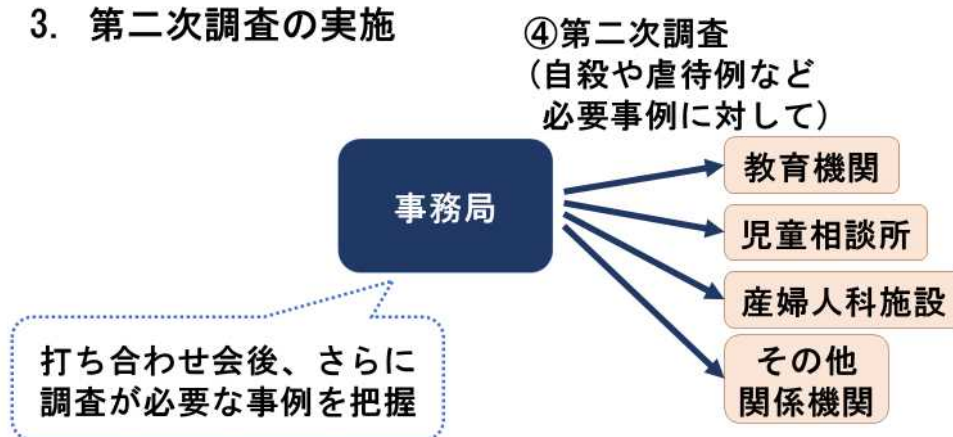 3. 第二次調査の実施
④第二次調査
(自殺や虐待例など
必要事例に対して)
事務局
教育機関
児童相談所
産婦人科施設
その他
関係機関
打ち合わせ会後、さらに
調査が必要な事例を把握